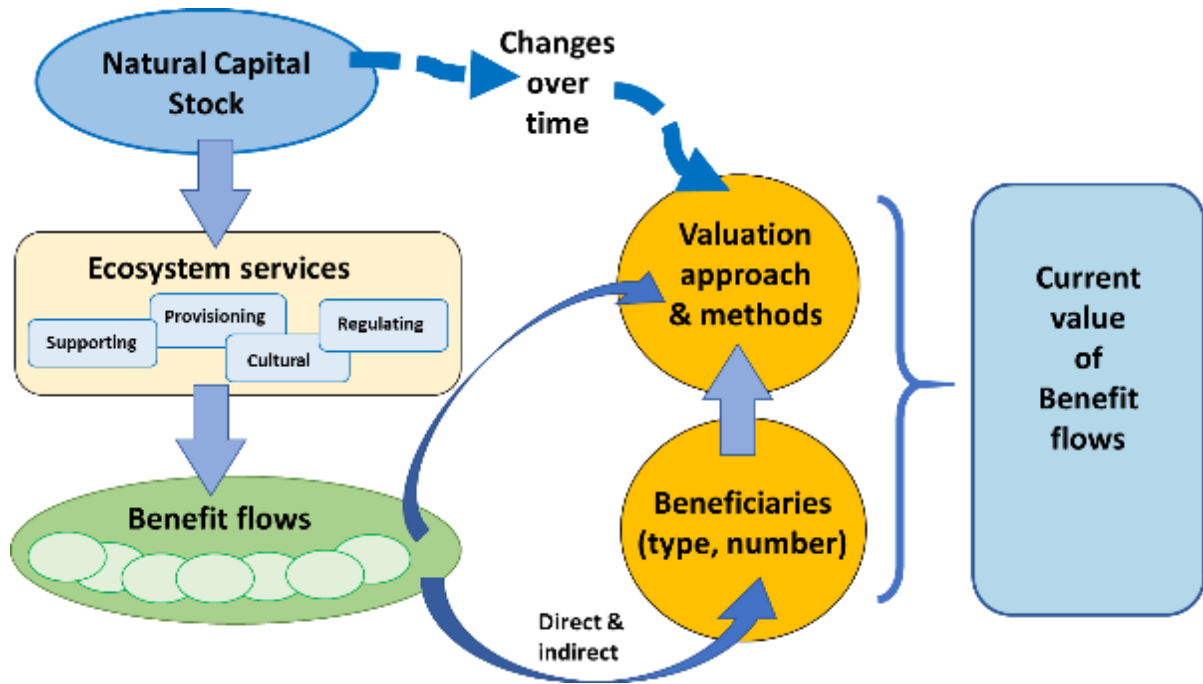 Natural Capital
Stock
Changes
over
time
Ecosystem services
Provisioning
Regulating
Supporting
Cultural
Benefit flows
Valuation
approach
& methods
Beneficiaries
(type, number)
Direct &
indirect
Current
value
of
Benefit
flows